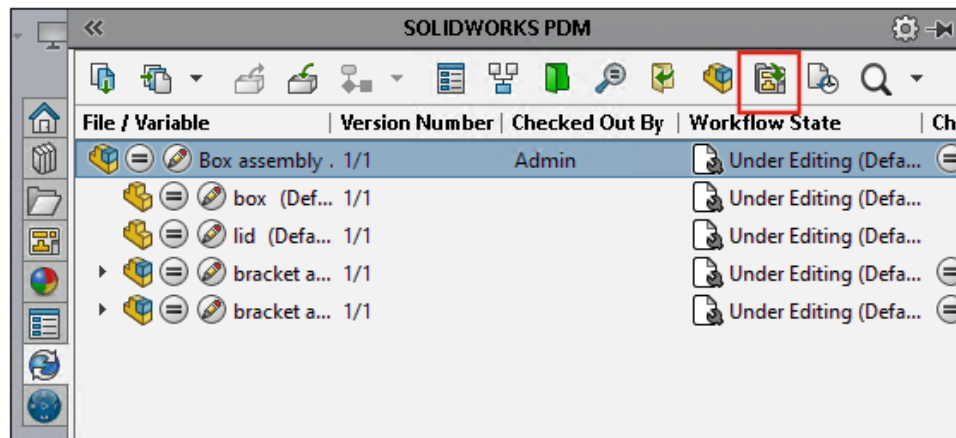 SOLIDWORKS PDM
File / Variable Version Number Checked Out By Workflow State Ch
Box assembly . 1/1 Admin Under Editing (Defa...
box (Def... 1/1 Under Editing (Defa...
lid (Defa... 1/1 Under Editing (Defa...
bracket a... 1/1 Under Editing (Defa...
bracket a... 1/1 Under Editing (Defa...